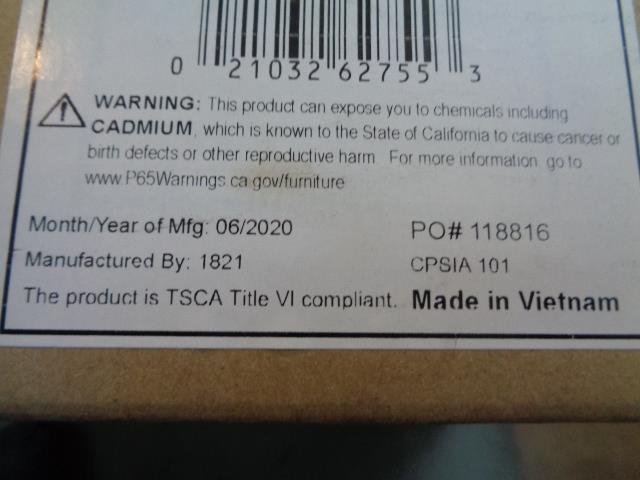 0 21032 62755 3
WARNING: This product can expose you to chemicals including
CADMIUM, which is known to the State of California to cause cancer or
birth defects or other reproductive harm. For more information go to
www.P65Warnings.ca.gov/furniture
Month/Year of Mfg: 06/2020 PO# 118816
Manufactured By: 1821 CPSIA 101
The product is TSCA Title VI compliant. Made in Vietnam